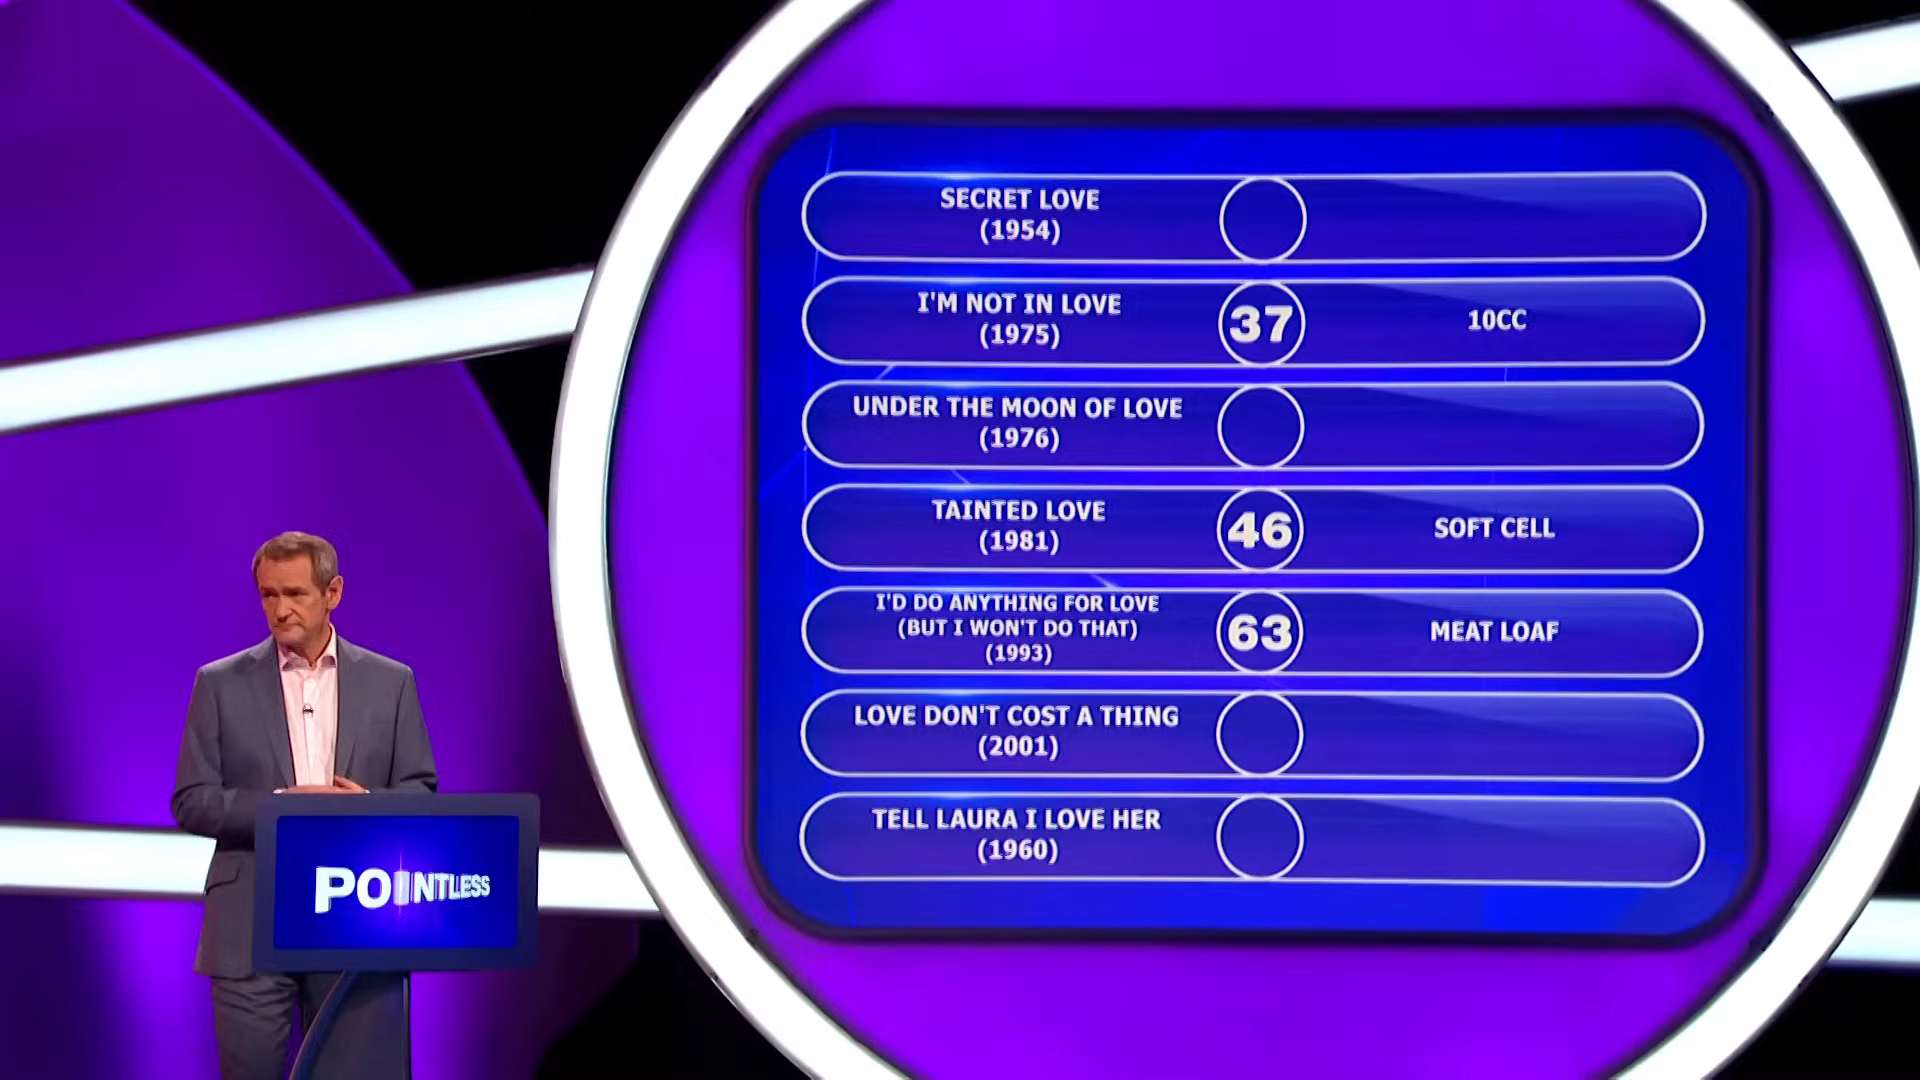 SECRET LOVE
(1954)
I'M NOT IN LOVE
(1975)
37
10CC
UNDER THE MOON OF LOVE
(1976)
TAINTED LOVE
(1981)
46
SOFT CELL
I'D DO ANYTHING FOR LOVE
(BUT I WON'T DO THAT)
(1993)
63
MEAT LOAF
LOVE DON'T COST A THING
(2001)
TELL LAURA I LOVE HER
(1960)
POINTLESS